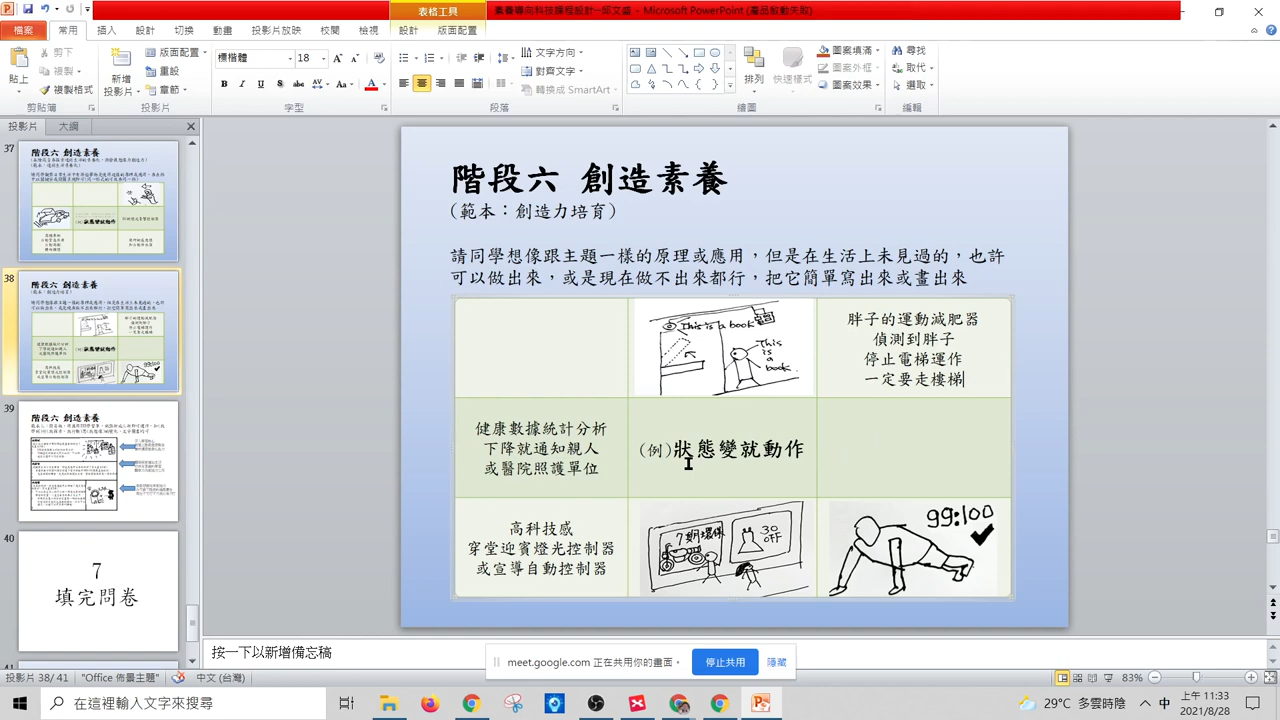 素養導向科技課程設計--邱文盛 - Microsoft PowerPoint (產品啟動失敗)
表格工具
檔案
常用
插入
設計
切換
動畫
投影片放映
校閱
檢視
設計
版面配置
貼上
剪下
複製
複製格式
剪貼簿
新增
投影片
版面配置
重設
章節
投影片
標楷體
18
字型
文字方向
對齊文字
轉換成 SmartArt
段落
排列
快速樣式
圖案填滿
圖案外框
圖案效果
繪圖
尋找
取代
選取
編輯
投影片
大綱
37
階段六 創造素養
38
階段六 創造素養
39
階段六 創造素養
40
7
填完問卷
41
階段六 創造素養
(範本：創造力培育)
請同學想像跟主題一樣的原理或應用，但是在生活上未見過的，也許
可以做出來，或是現在做不出來都行，把它簡單寫出來或畫出來
This is a book
This
is
a
book.
胖子的運動減肥器
偵測到胖子
停止電梯運作
一定要走樓梯
健康數據統計分析
下降就通知親人
或醫院照護單位
(例)狀態變就動作
高科技感
穿堂迎賓燈光控制器
或宣導自動控制器
30
OFF
99:100
按一下以新增備忘稿
meet.google.com 正在共用你的畫面。
停止共用
隱藏
投影片 38/41
"Office 佈景主題"
中文 (台灣)
83%
在這裡輸入文字來搜尋
29°C 多雲時陰
中
上午 11:33
2021/8/28